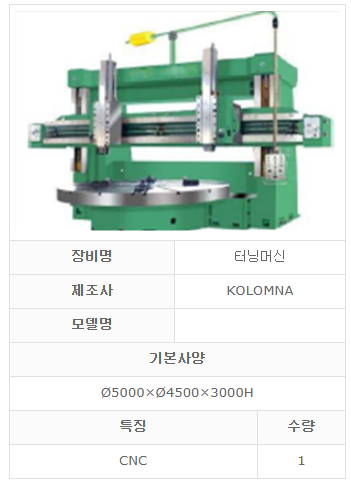 장비명 터닝머신
제조사 KOLOMNA
모델명
기본사양
Ø5000×Ø4500×3000H
특징 수량
CNC 1